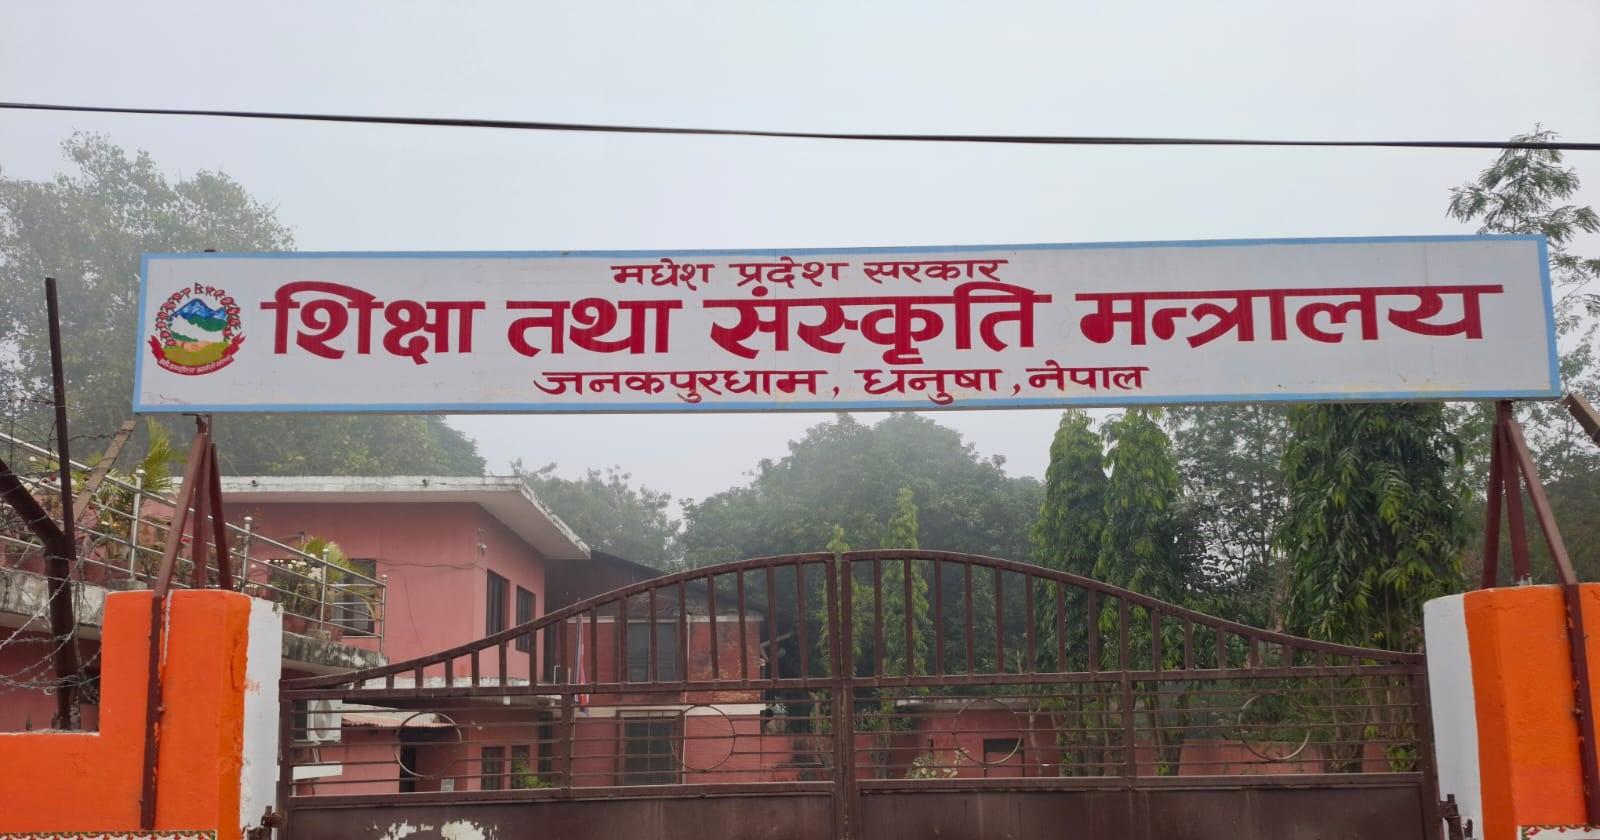 मधेश प्रदेश सरकार
शिक्षा तथा संस्कृति मन्त्रालय
जनकपुरधाम, धनुषा, नेपाल